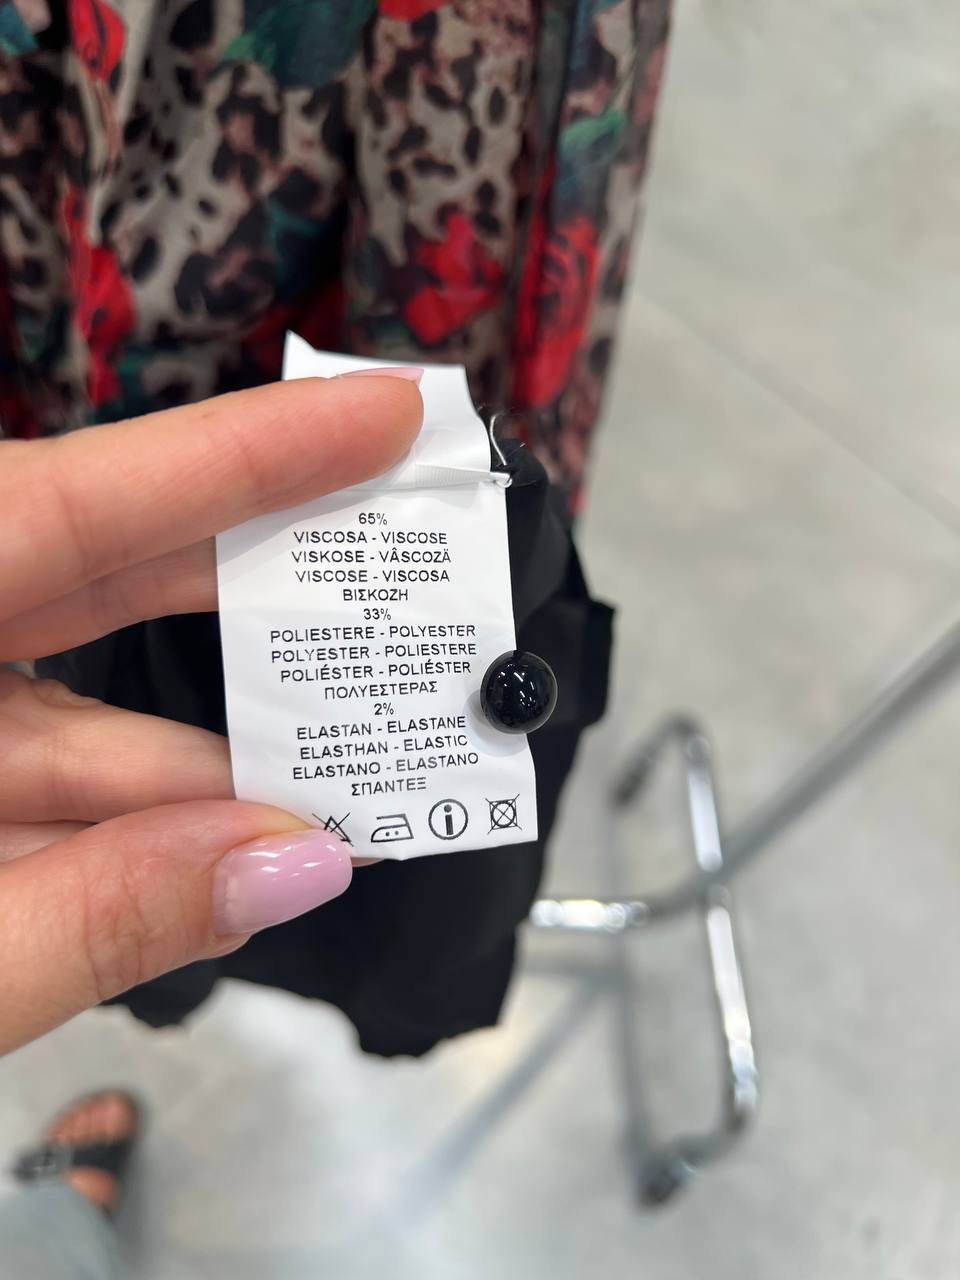 65%
VISCOSA - VISCOSE
VISKOSE - VÂSCOZĂ
VISCOSE - VISCOSA
ΒΙΣΚΟΖΗ
33%
POLIESTERE - POLYESTER
POLYESTER - POLIESTERE
POLIÉSTER - POLIÉSTER
ΠΟΛΥΕΣΤΕΡΑΣ
2%
ELASTAN - ELASTANE
ELASTHAN - ELASTIC
ELASTANO - ELASTANO
ΣΠΑΝΤΕΞ